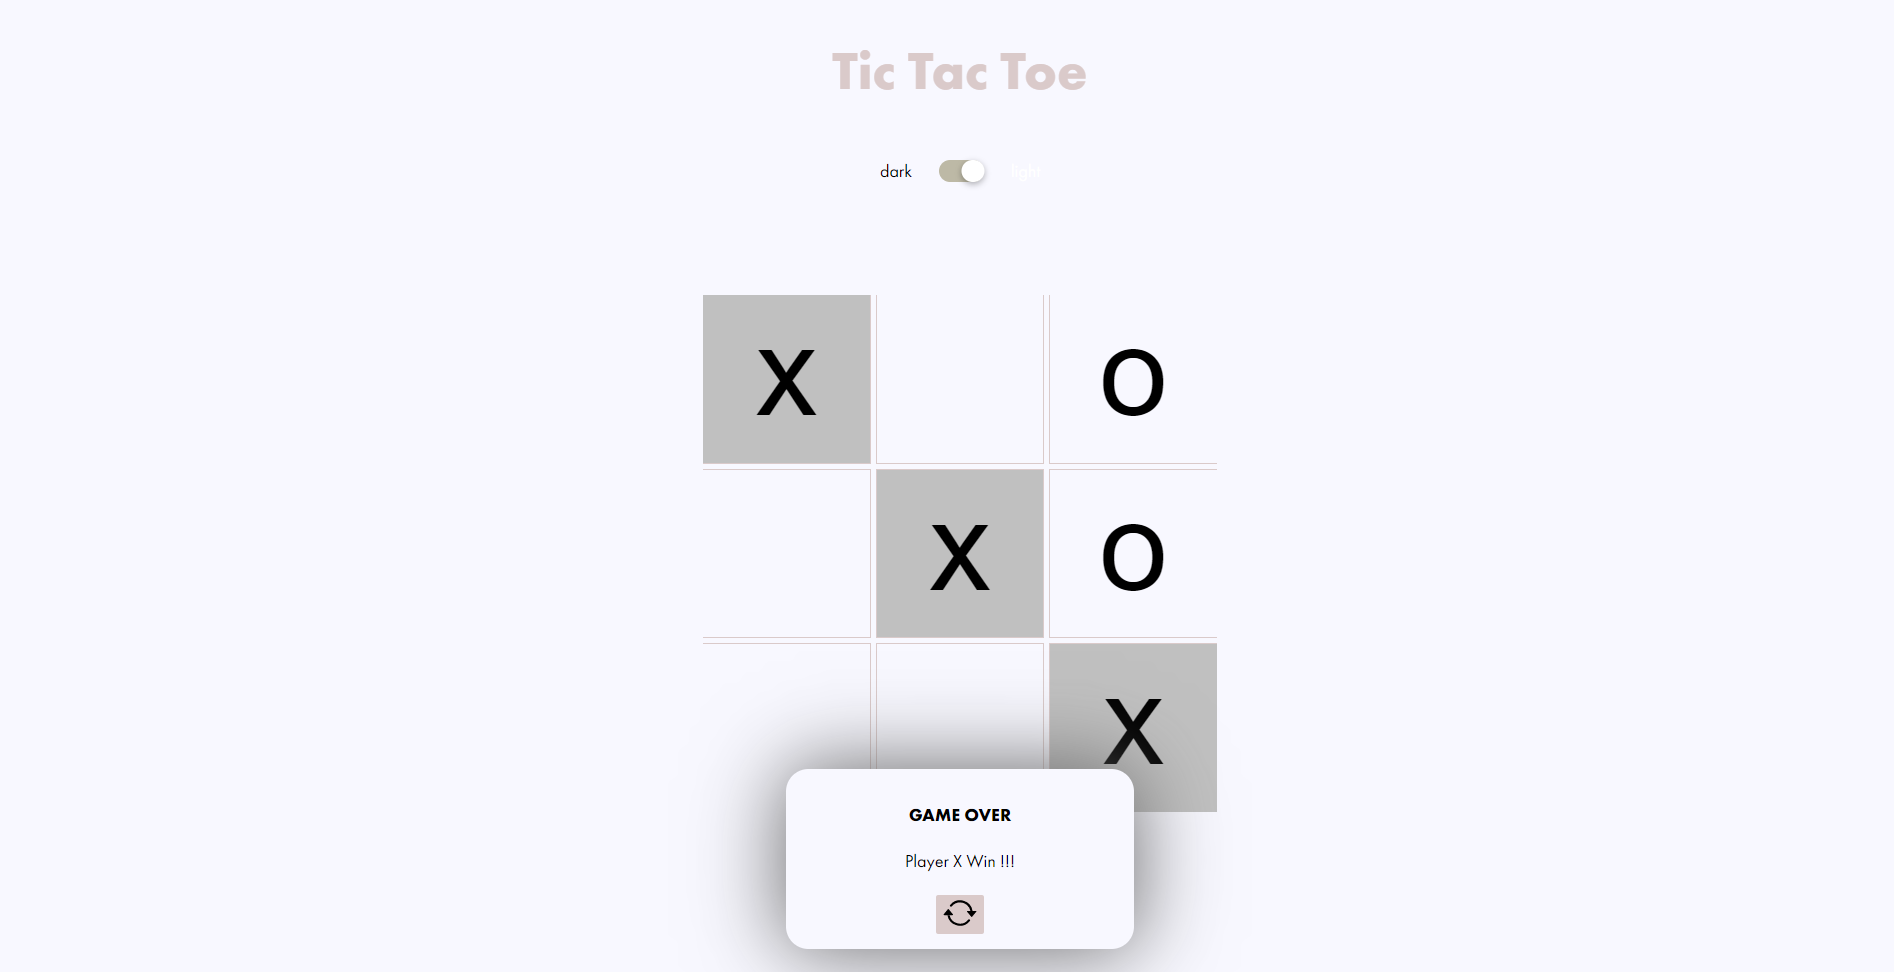 Tic Tac Toe
dark light
X O
X O
X
GAME OVER
Player X Win !!!